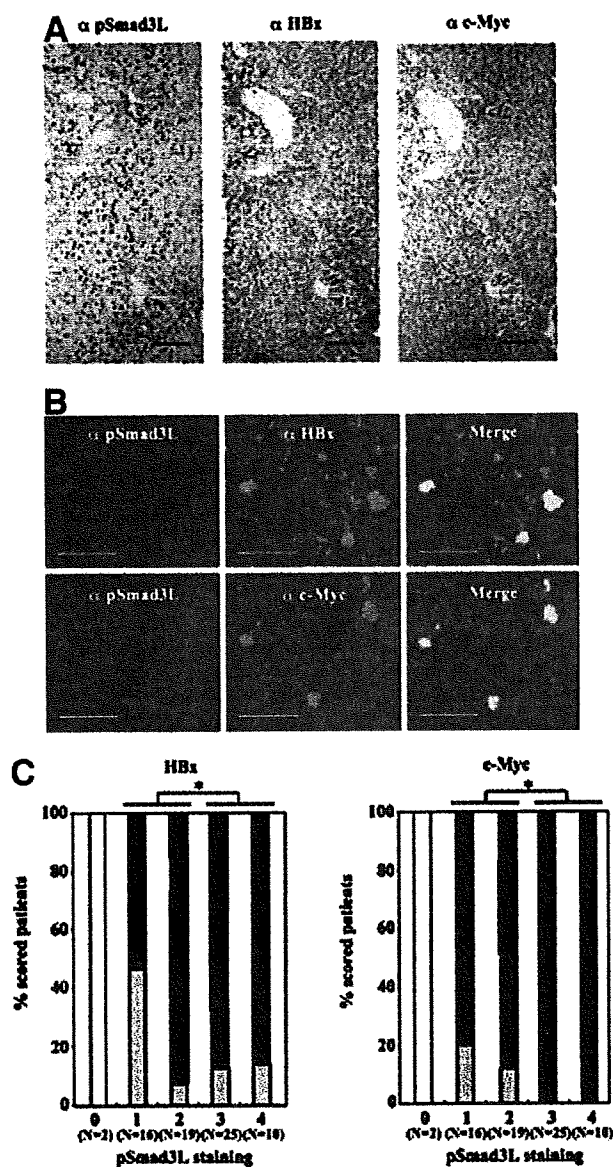 A
α pSmad3L α HBx α c-Myc
B
α pSmad3L α HBx Merge
α pSmad3L α c-Myc Merge
C
HBx
*
% scored patients
100
80
60
40
20
0
0 1 2 3 4
(N=2) (N=16) (N=19) (N=25) (N=18)
pSmad3L staining
c-Myc
*
% scored patients
100
80
60
40
20
0
0 1 2 3 4
(N=2) (N=16) (N=19) (N=25) (N=18)
pSmad3L staining